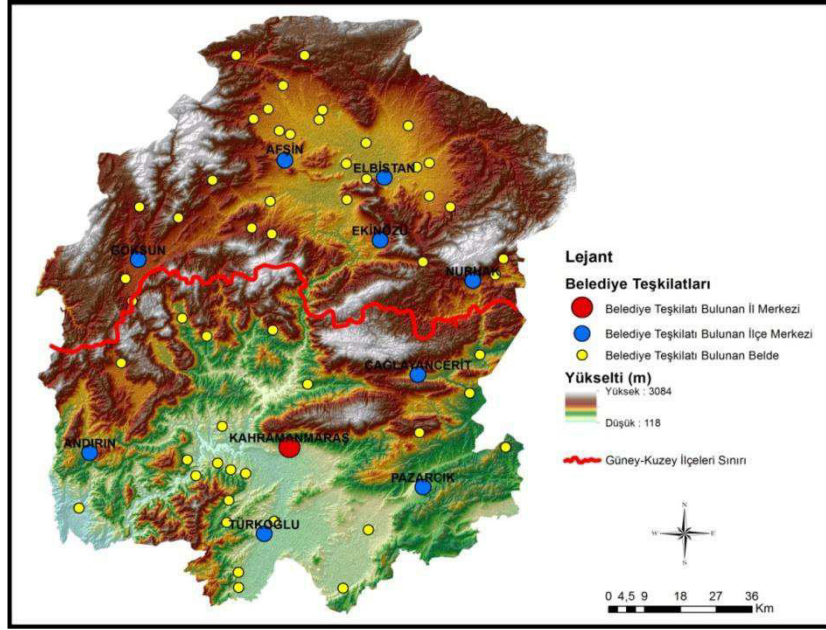 AFŞİN
ELBİSTAN
EKİNÖZÜ
GÖKSUN
NURHAK
ÇAĞLAYANCERİT
KAHRAMANMARAŞ
ANDIRIN
PAZARCIK
TÜRKOĞLU
Lejant
Belediye Teşkilatları
Belediye Teşkilatı Bulunan İl Merkezi
Belediye Teşkilatı Bulunan İlçe Merkezi
Belediye Teşkilatı Bulunan Belde
Yükselti (m)
Yüksek : 3084
Düşük : 118
Güney-Kuzey İlçeleri Sınırı
N
W E
S
0 4,5 9 18 27 36
Km